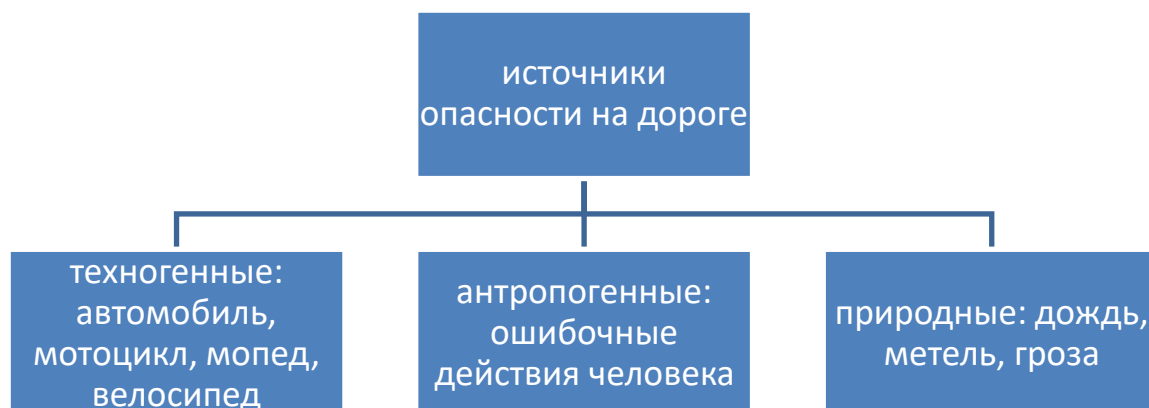 источники
опасности на дороге
техногенные:
автомобиль,
мотоцикл, мопед,
велосипед
антропогенные:
ошибочные
действия человека
природные: дождь,
метель, гроза